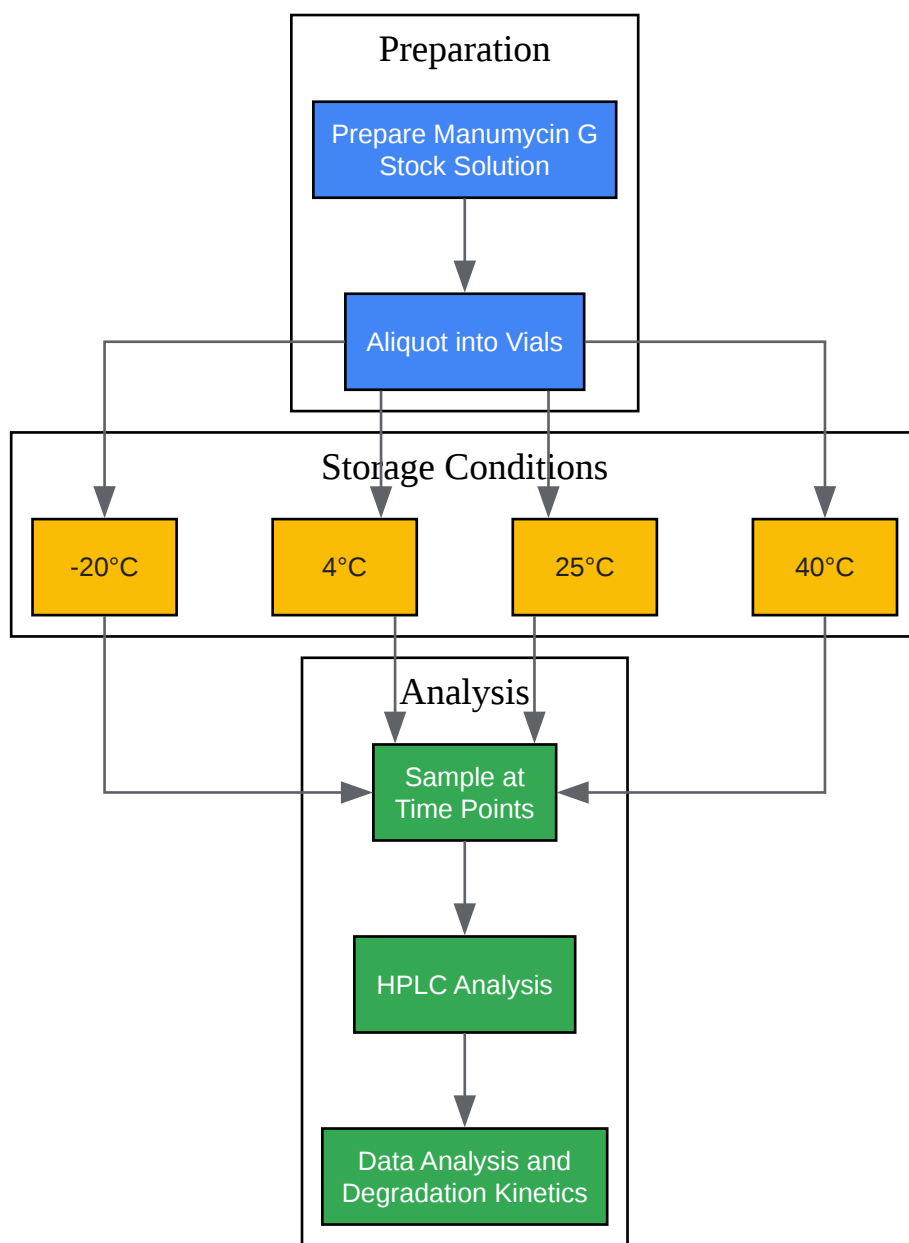 Preparation
Prepare Manumycin G
Stock Solution
Aliquot into Vials
Storage Conditions
-20°C
4°C
25°C
40°C
Analysis
Sample at
Time Points
HPLC Analysis
Data Analysis and
Degradation Kinetics